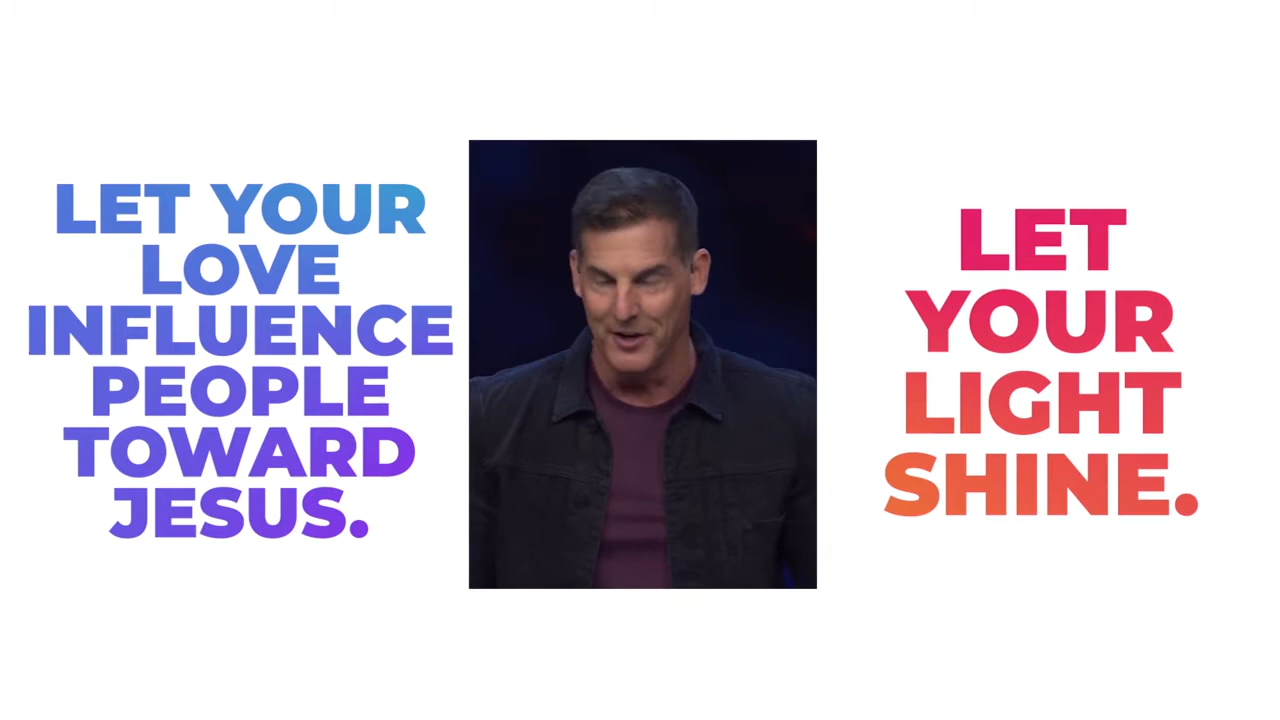 LET YOUR
LOVE
INFLUENCE
PEOPLE
TOWARD
JESUS.
LET
YOUR
LIGHT
SHINE.